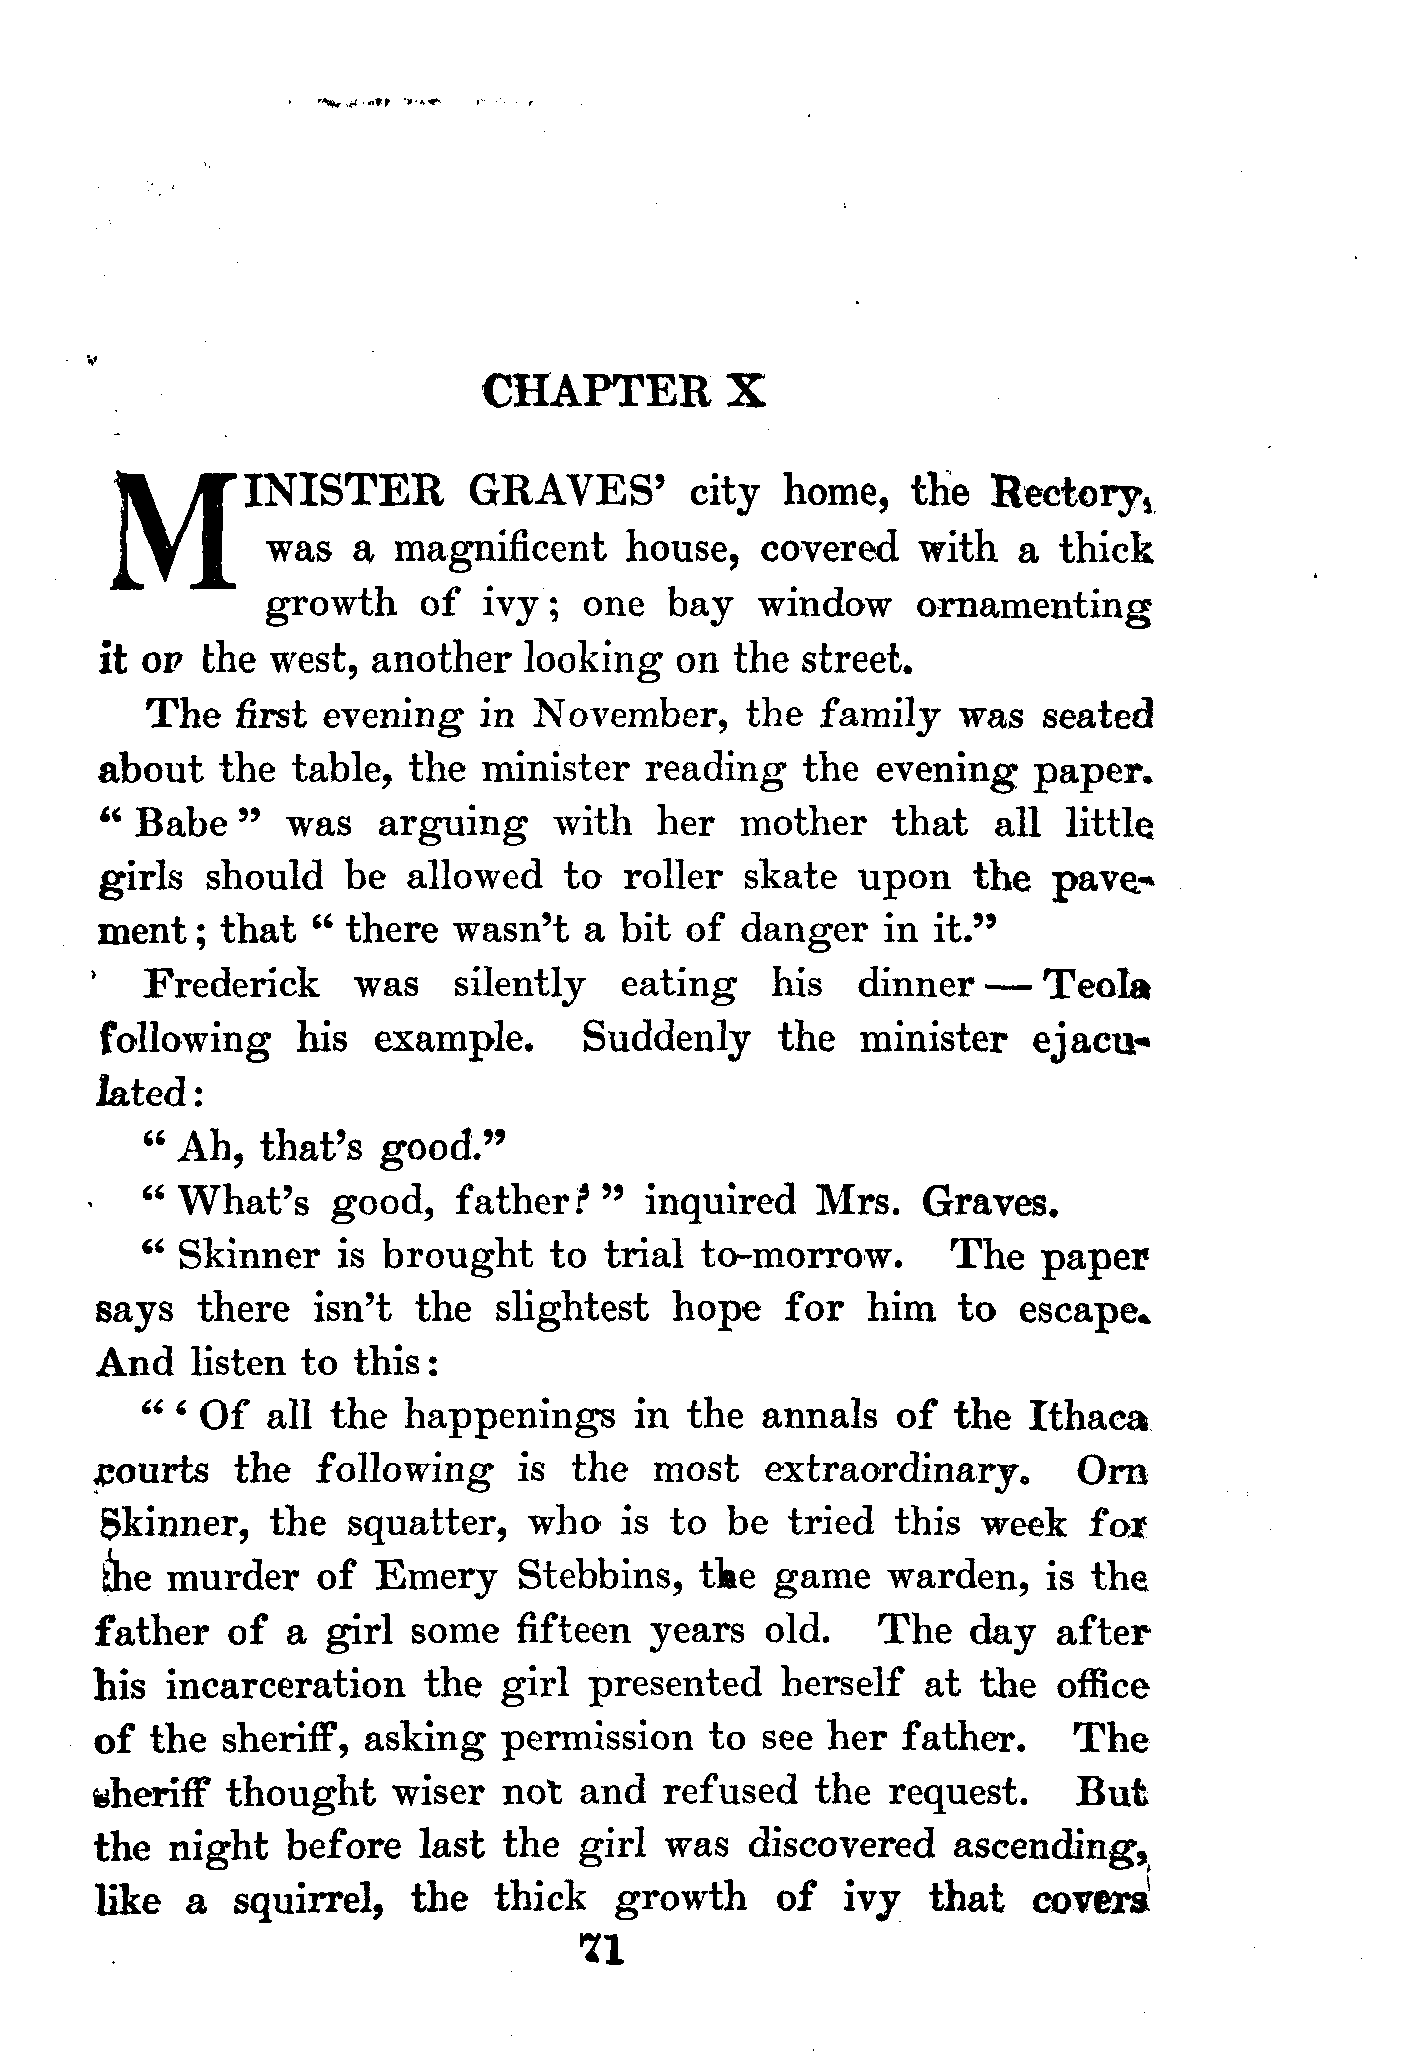 CHAPTER X
MINISTER GRAVES' city home, the Rectory,
was a magnificent house, covered with a thick
growth of ivy; one bay window ornamenting
it on the west, another looking on the street.
The first evening in November, the family was seated
about the table, the minister reading the evening paper.
"Babe" was arguing with her mother that all little
girls should be allowed to roller skate upon the pave-
ment; that "there wasn't a bit of danger in it."
Frederick was silently eating his dinner — Teola
following his example. Suddenly the minister ejacu-
lated:
"Ah, that's good."
"What's good, father?" inquired Mrs. Graves.
"Skinner is brought to trial to-morrow. The paper
says there isn't the slightest hope for him to escape.
And listen to this:
"'Of all the happenings in the annals of the Ithaca
courts the following is the most extraordinary. Orn
Skinner, the squatter, who is to be tried this week for
the murder of Emery Stebbins, the game warden, is the
father of a girl some fifteen years old. The day after
his incarceration the girl presented herself at the office
of the sheriff, asking permission to see her father. The
sheriff thought wiser not and refused the request. But
the night before last the girl was discovered ascending,
like a squirrel, the thick growth of ivy that covers
71